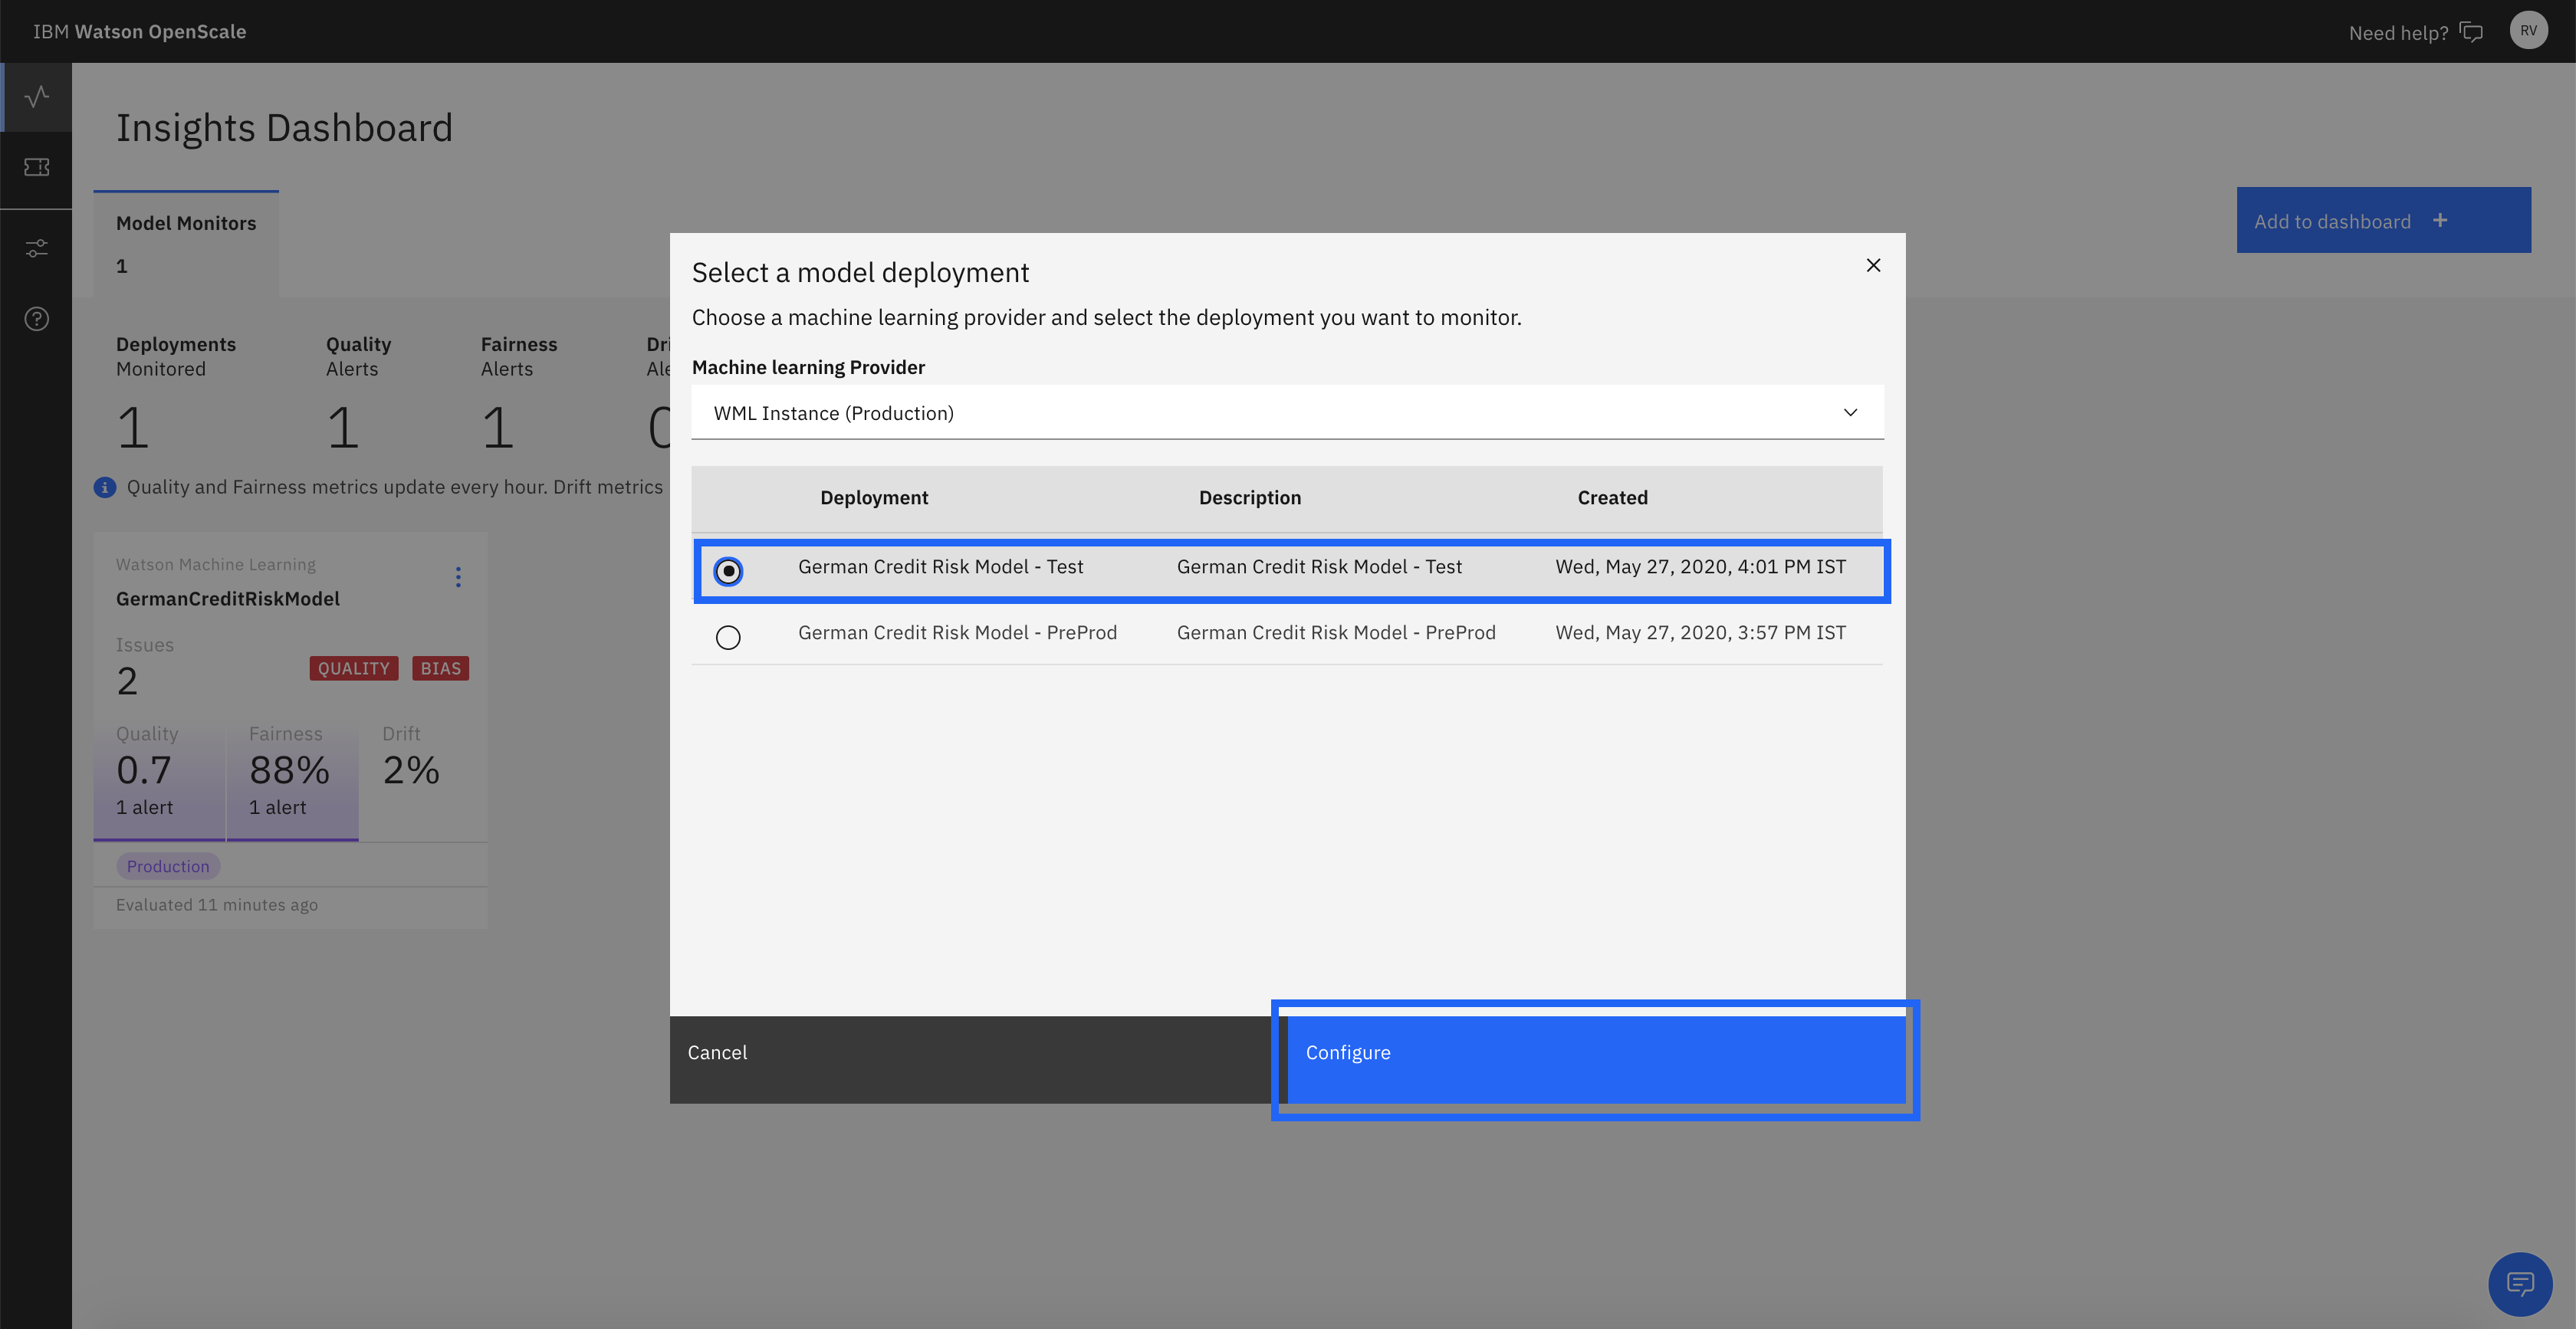 IBM Watson OpenScale
Need help?
RV
Insights Dashboard
Model Monitors
1
Add to dashboard +
Deployments
Monitored
1
Quality
Alerts
1
Fairness
Alerts
1
Quality and Fairness metrics update every hour. Drift metrics
Watson Machine Learning
GermanCreditRiskModel
Issues
2
QUALITY BIAS
Quality
0.7
1 alert
Fairness
88%
1 alert
Drift
2%
Production
Evaluated 11 minutes ago
Select a model deployment
Choose a machine learning provider and select the deployment you want to monitor.
Machine learning Provider
WML Instance (Production)
Deployment Description Created
German Credit Risk Model - Test German Credit Risk Model - Test Wed, May 27, 2020, 4:01 PM IST
German Credit Risk Model - PreProd German Credit Risk Model - PreProd Wed, May 27, 2020, 3:57 PM IST
Cancel
Configure